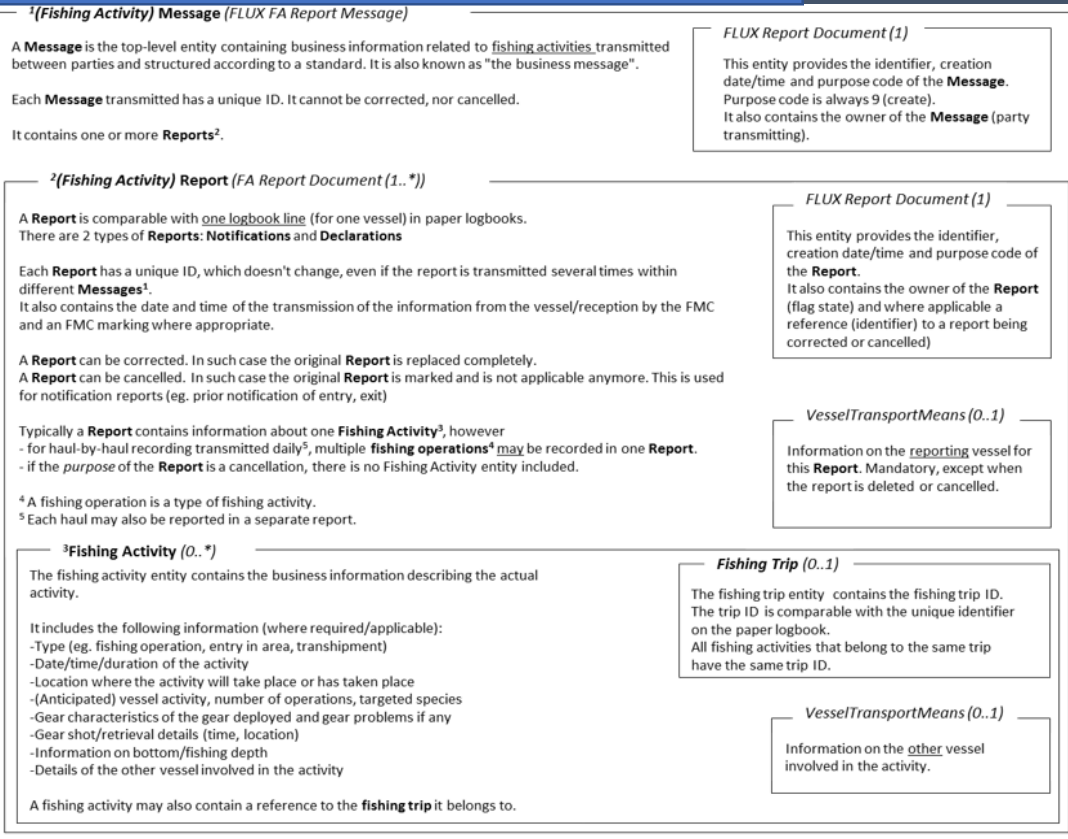 ¹(Fishing Activity) Message (FLUX FA Report Message)
A Message is the top-level entity containing business information related to fishing activities transmitted
between parties and structured according to a standard. It is also known as "the business message".
Each Message transmitted has a unique ID. It cannot be corrected, nor cancelled.
It contains one or more Reports².
FLUX Report Document (1)
This entity provides the identifier, creation
date/time and purpose code of the Message.
Purpose code is always 9 (create).
It also contains the owner of the Message (party
transmitting).
²(Fishing Activity) Report (FA Report Document (1..*))
A Report is comparable with one logbook line (for one vessel) in paper logbooks.
There are 2 types of Reports: Notifications and Declarations
Each Report has a unique ID, which doesn't change, even if the report is transmitted several times within
different Messages¹.
It also contains the date and time of the transmission of the information from the vessel/reception by the FMC
and an FMC marking where appropriate.
A Report can be corrected. In such case the original Report is replaced completely.
A Report can be cancelled. In such case the original Report is marked and is not applicable anymore. This is used
for notification reports (eg. prior notification of entry, exit)
Typically a Report contains information about one Fishing Activity³, however
- for haul-by-haul recording transmitted daily⁵, multiple fishing operations⁴ may be recorded in one Report.
- if the purpose of the Report is a cancellation, there is no Fishing Activity entity included.
⁴ A fishing operation is a type of fishing activity.
⁵ Each haul may also be reported in a separate report.
FLUX Report Document (1)
This entity provides the identifier,
creation date/time and purpose code of
the Report.
It also contains the owner of the Report
(flag state) and where applicable a
reference (identifier) to a report being
corrected or cancelled)
VesselTransportMeans (0..1)
Information on the reporting vessel for
this Report. Mandatory, except when
the report is deleted or cancelled.
³Fishing Activity (0..*)
The fishing activity entity contains the business information describing the actual
activity.
It includes the following information (where required/applicable):
-Type (eg. fishing operation, entry in area, transhipment)
-Date/time/duration of the activity
-Location where the activity will take place or has taken place
-(Anticipated) vessel activity, number of operations, targeted species
-Gear characteristics of the gear deployed and gear problems if any
-Gear shot/retrieval details (time, location)
-Information on bottom/fishing depth
-Details of the other vessel involved in the activity
A fishing activity may also contain a reference to the fishing trip it belongs to.
Fishing Trip (0..1)
The fishing trip entity contains the fishing trip ID.
The trip ID is comparable with the unique identifier
on the paper logbook.
All fishing activities that belong to the same trip
have the same trip ID.
VesselTransportMeans (0..1)
Information on the other vessel
involved in the activity.